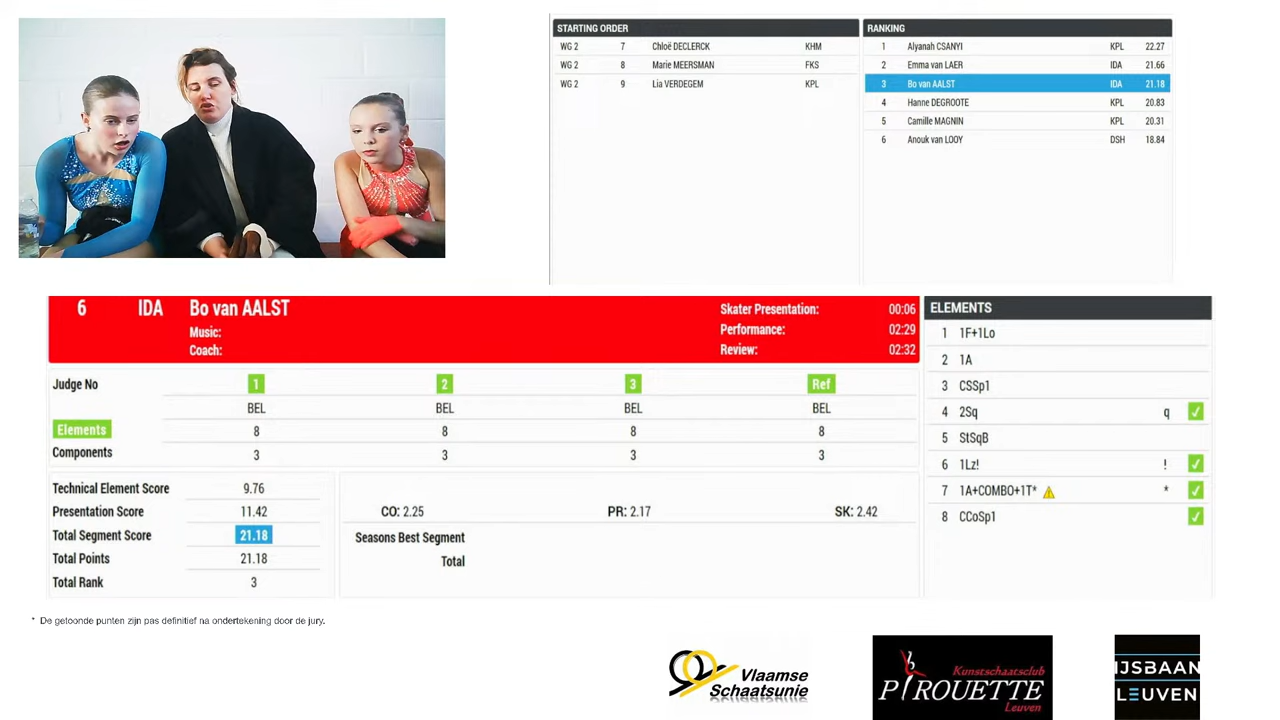 STARTING ORDER
WG 2 7 Chloë DECLERCK KHM
WG 2 8 Marie MEERSMAN FKS
WG 2 9 Lia VERDEGEM KPL
RANKING
1 Alyanah CSANYI KPL 22.27
2 Emma van LAER IDA 21.66
3 Bo van AALST IDA 21.18
4 Hanne DEGROOTE KPL 20.83
5 Camille MAGNIN KPL 20.31
6 Anouk van LOOY DSH 18.84
6 IDA Bo van AALST
Music:
Coach:
Skater Presentation: 00:06
Performance: 02:29
Review: 02:32
Judge No 1 2 3 Ref
BEL BEL BEL BEL
Elements 8 8 8 8
Components 3 3 3 3
Technical Element Score 9.76
Presentation Score 11.42
Total Segment Score 21.18
Total Points 21.18
Total Rank 3
CO: 2.25 PR: 2.17 SK: 2.42
Seasons Best Segment
Total
ELEMENTS
1 1F+1Lo
2 1A
3 CSSp1
4 2Sq q
5 StSqB
6 1Lz! !
7 1A+COMBO+1T* *
8 CCoSp1
* De getoonde punten zijn pas definitief na ondertekening door de jury.
Vlaamse
Schaatsunie
Kunstschaatsclub
PIROUETTE
Leuven
IJSBAAN
LEUVEN